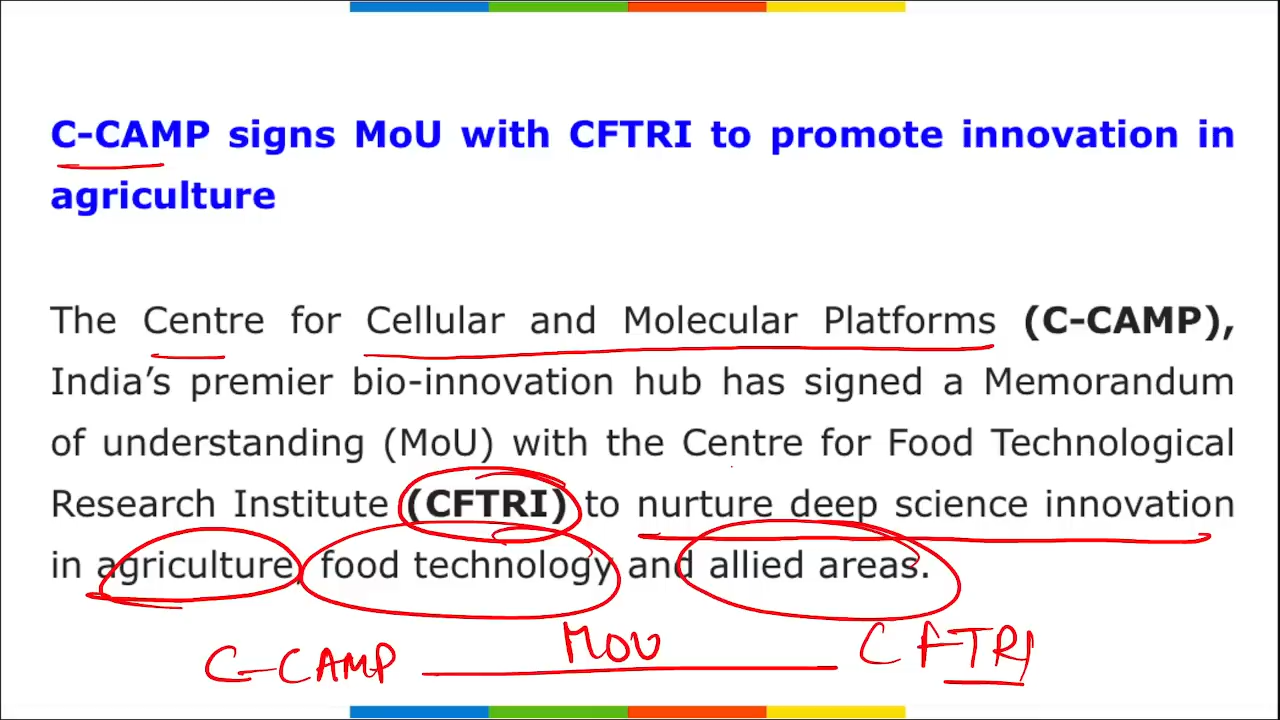 C-CAMP signs MoU with CFTRI to promote innovation in
agriculture
The Centre for Cellular and Molecular Platforms (C-CAMP),
India’s premier bio-innovation hub has signed a Memorandum
of understanding (MoU) with the Centre for Food Technological
Research Institute (CFTRI) to nurture deep science innovation
in agriculture, food technology and allied areas.
C-CAMP MOU CFTRI